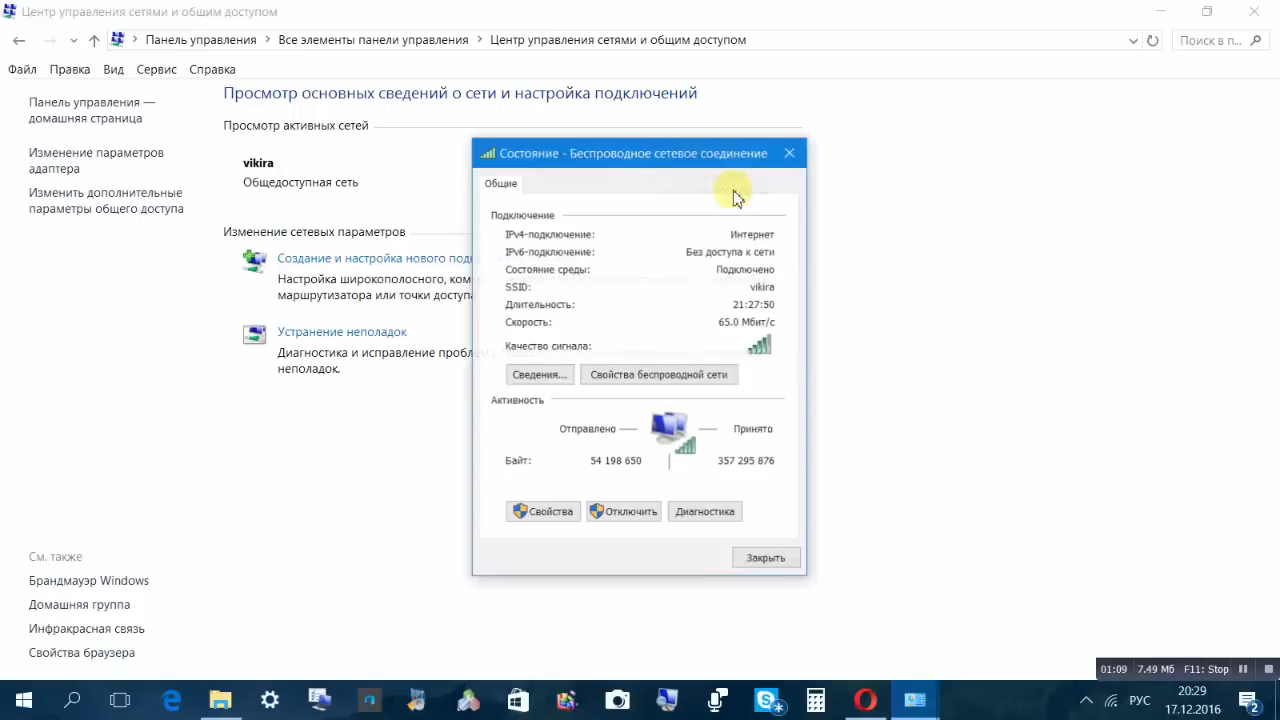 Центр управления сетями и общим доступом
Панель управления > Все элементы панели управления > Центр управления сетями и общим доступом
Поиск в п...
Файл Правка Вид Сервис Справка
Панель управления —
домашняя страница
Изменение параметров
адаптера
Изменить дополнительные
параметры общего доступа
Просмотр основных сведений о сети и настройка подключений
Просмотр активных сетей
vikira
Общедоступная сеть
Изменение сетевых параметров
Создание и настройка нового
Настройка широкополосного,
маршрутизатора или точки доступа
Устранение неполадок
Диагностика и исправление
неполадок.
Состояние - Беспроводное сетевое соединение
Общие
Подключение
IPv4-подключение: Интернет
IPv6-подключение: Без доступа к сети
Состояние среды: Подключено
SSID: vikira
Длительность: 21:27:50
Скорость: 65.0 Мбит/с
Качество сигнала:
Сведения... Свойства беспроводной сети
Активность
Отправлено — — Принято
Байт: 54 198 650 357 295 876
Свойства Отключить Диагностика
Закрыть
См. также
Брандмауэр Windows
Домашняя группа
Инфракрасная связь
Свойства браузера
01:09 7.49 Мб F11: Stop
РУС
20:29
17.12.2016
2